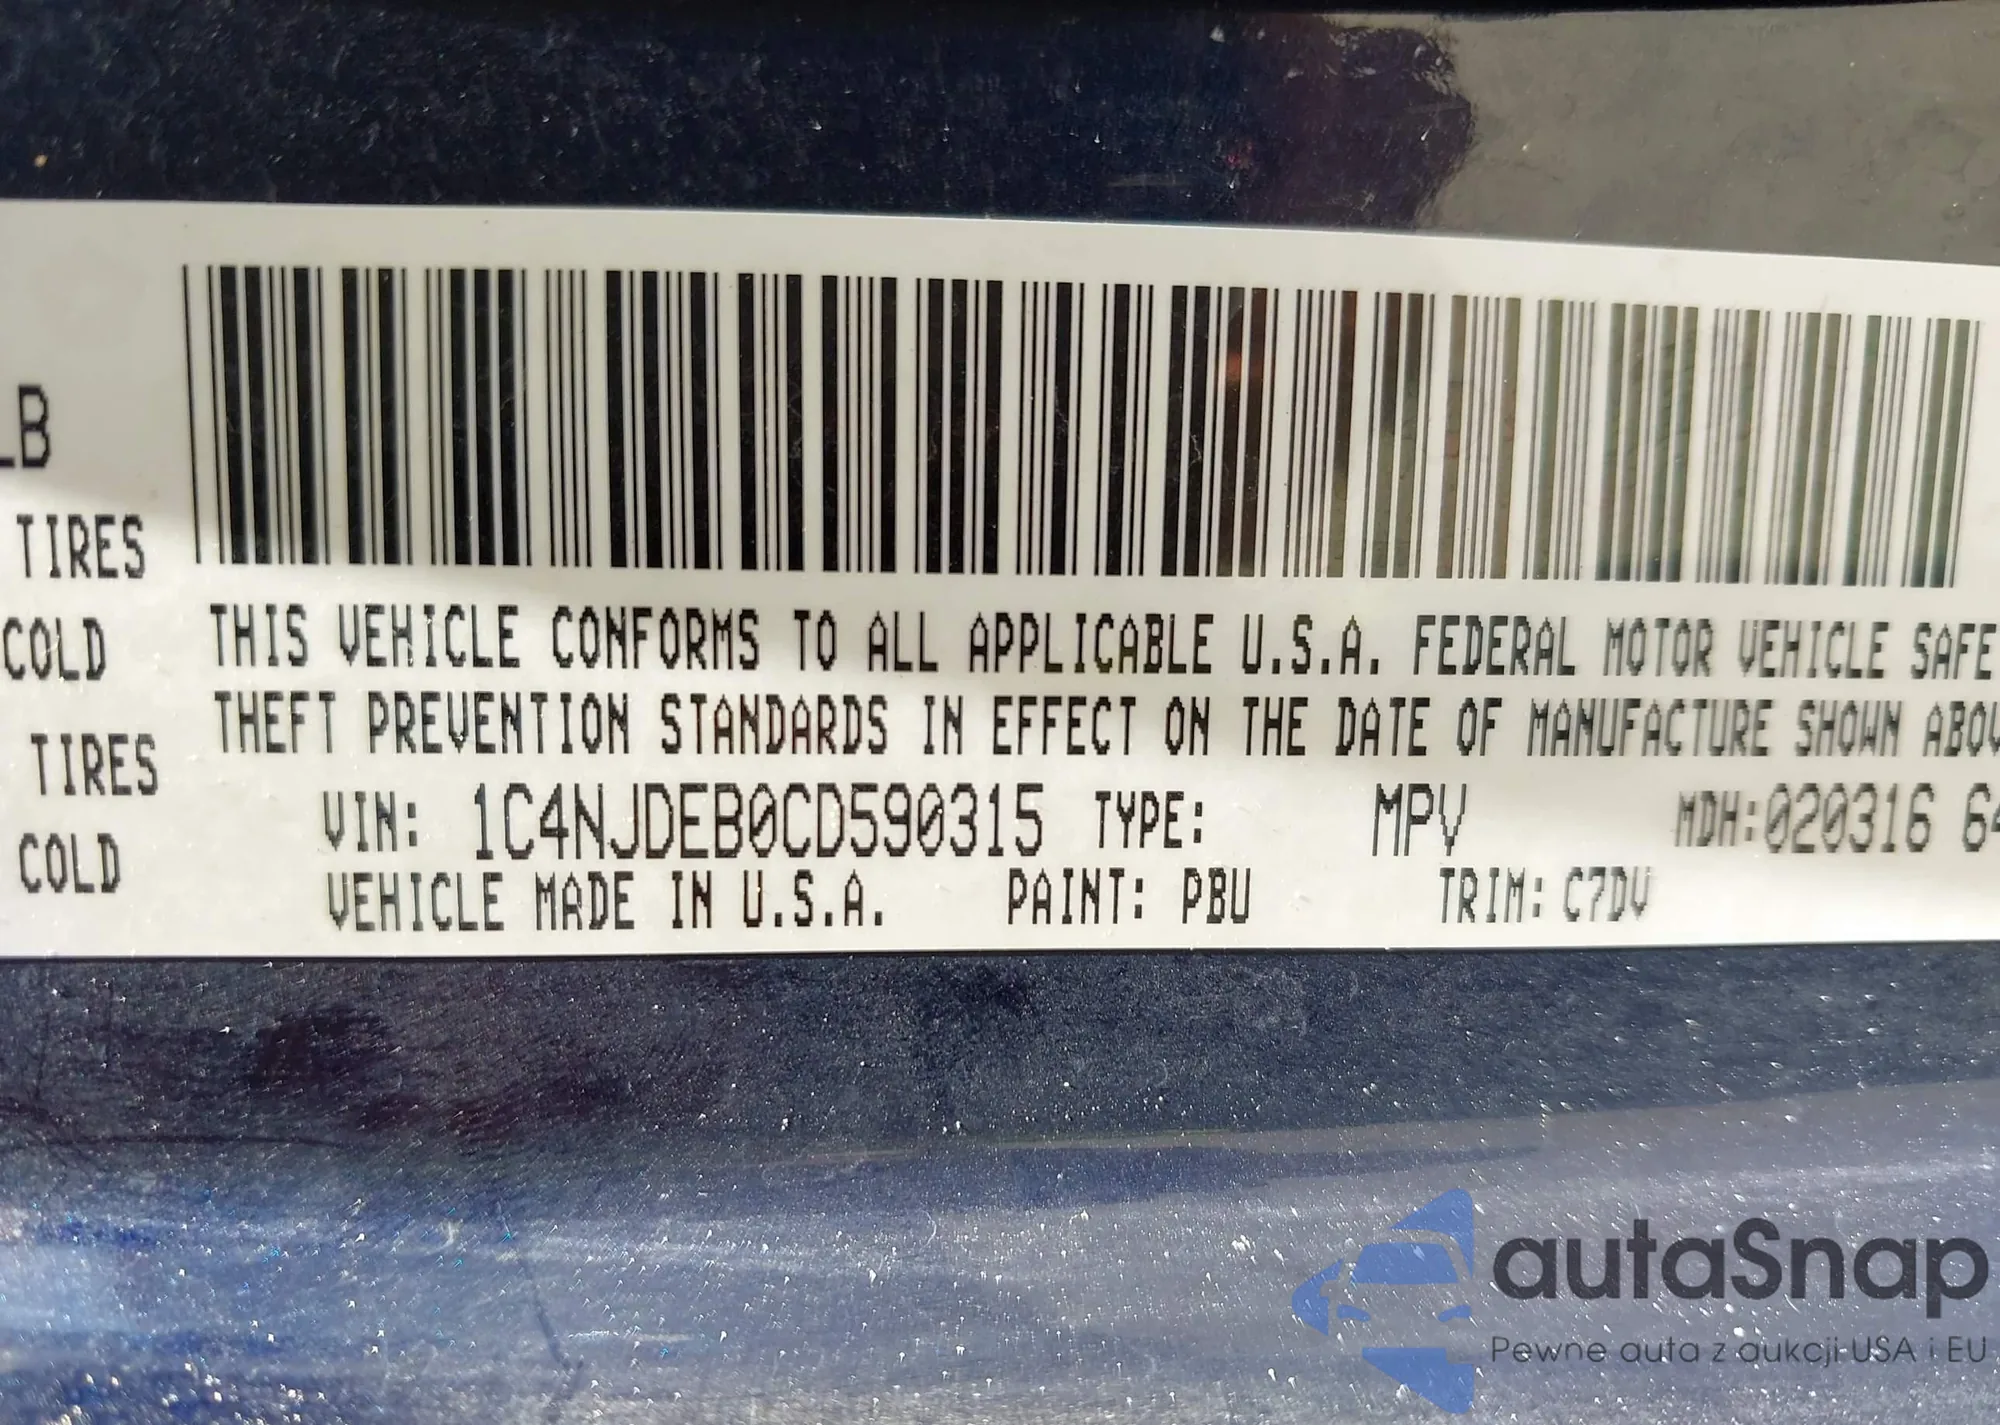 LB
TIRES
COLD
TIRES
COLD
THIS VEHICLE CONFORMS TO ALL APPLICABLE U.S.A. FEDERAL MOTOR VEHICLE SAFE
THEFT PREVENTION STANDARDS IN EFFECT ON THE DATE OF MANUFACTURE SHOWN ABOV
VIN: 1C4NJDEB0CD590315 TYPE: MPV MDH:020316 64
VEHICLE MADE IN U.S.A. PAINT: PBU TRIM: C7DV
autaSnap
Pewne auta z aukcji USA i EU